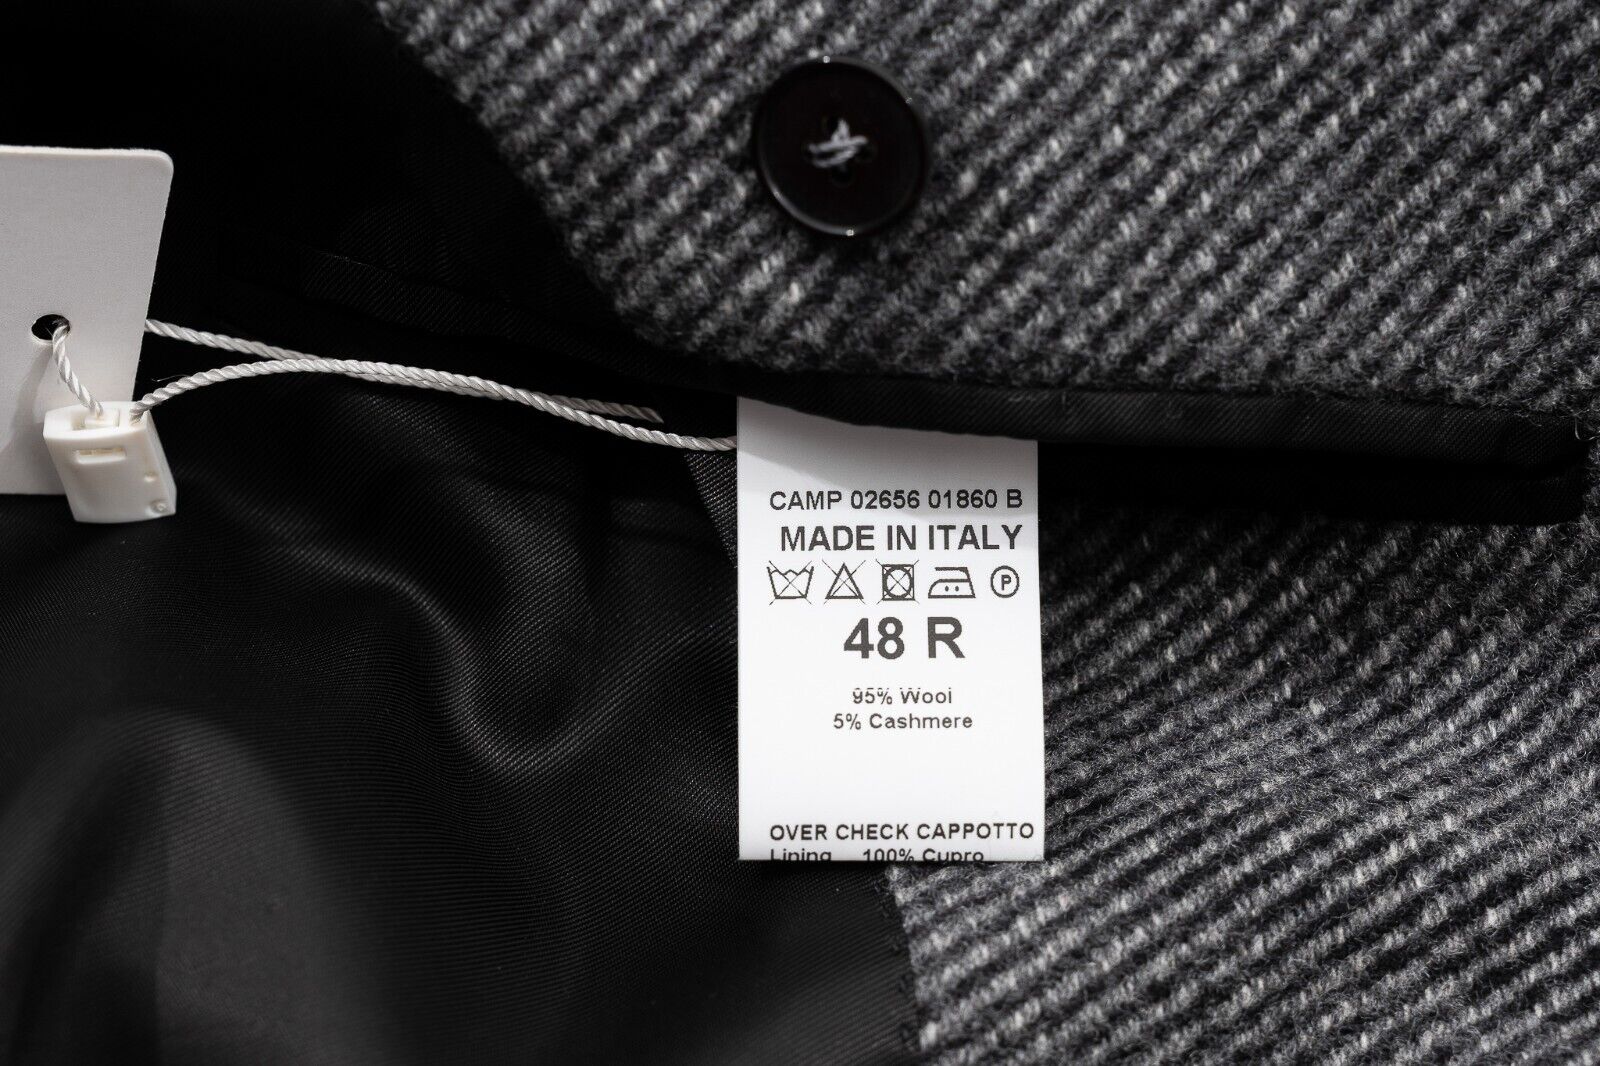 CAMP 02656 01860 B
MADE IN ITALY
P
48 R
95% Wool
5% Cashmere
OVER CHECK CAPPOTTO
Lining 100% Cupro